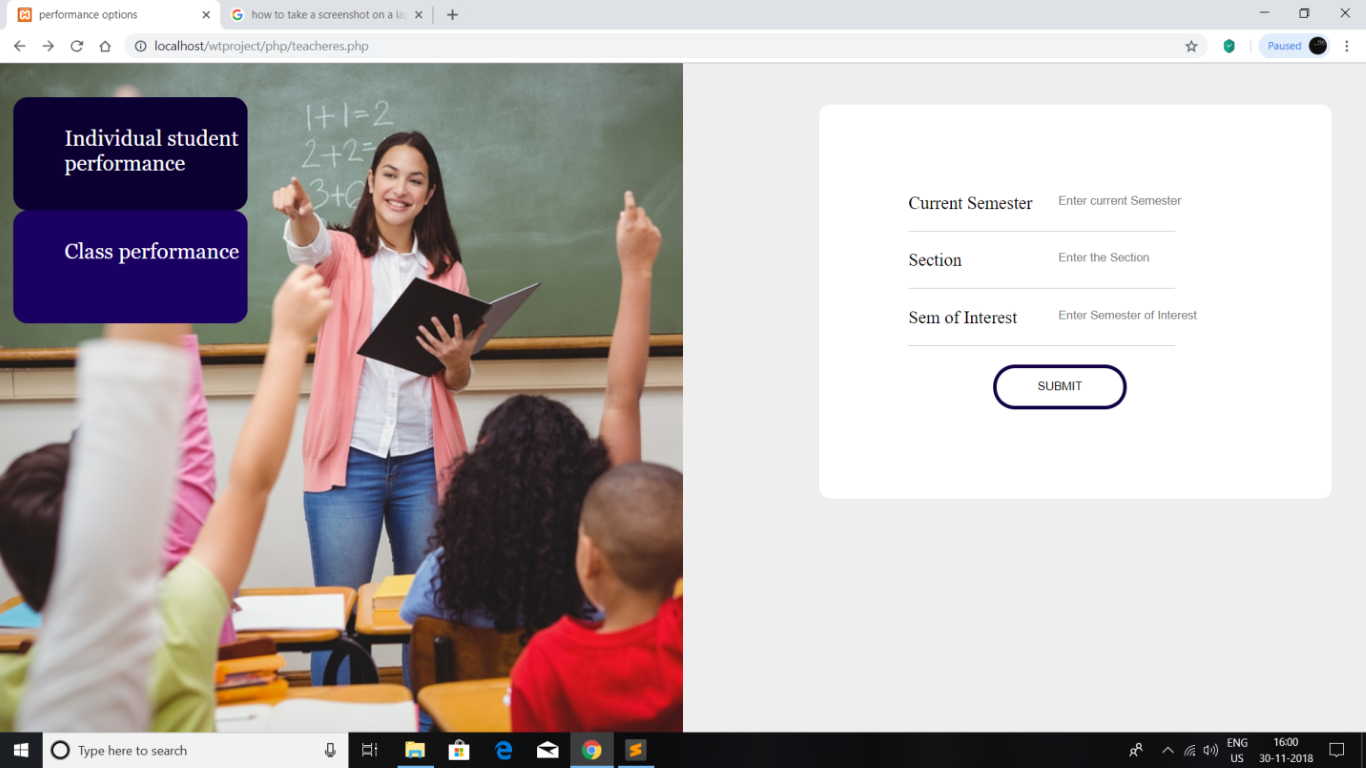 performance options
how to take a screenshot on a la
localhost/wtproject/php/teacheres.php
Paused
Individual student
performance
Class performance
1+1=2
2+2=
3+6
Current Semester Enter current Semester
Section Enter the Section
Sem of Interest Enter Semester of Interest
SUBMIT
Type here to search
ENG
US
16:00
30-11-2018